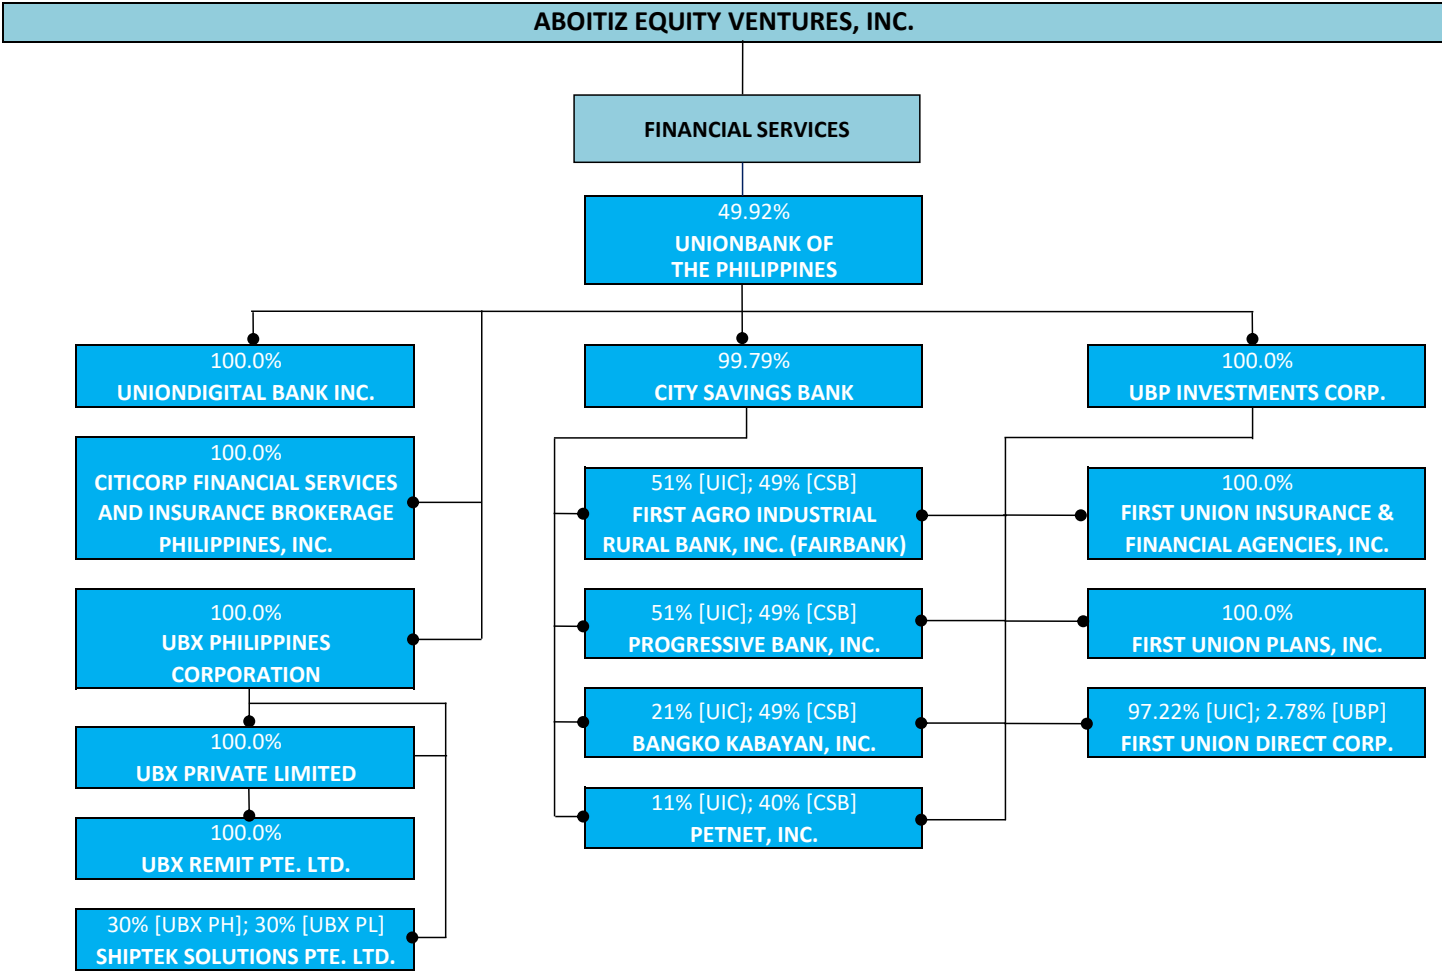 ABOITIZ EQUITY VENTURES, INC.
FINANCIAL SERVICES
49.92%
UNIONBANK OF
THE PHILIPPINES
100.0%
UNIONDIGITAL BANK INC.
99.79%
CITY SAVINGS BANK
100.0%
UBP INVESTMENTS CORP.
100.0%
CITICORP FINANCIAL SERVICES
AND INSURANCE BROKERAGE
PHILIPPINES, INC.
51% [UIC]; 49% [CSB]
FIRST AGRO INDUSTRIAL
RURAL BANK, INC. (FAIRBANK)
100.0%
FIRST UNION INSURANCE &
FINANCIAL AGENCIES, INC.
100.0%
UBX PHILIPPINES
CORPORATION
51% [UIC]; 49% [CSB]
PROGRESSIVE BANK, INC.
100.0%
FIRST UNION PLANS, INC.
21% [UIC]; 49% [CSB]
BANGKO KABAYAN, INC.
97.22% [UIC]; 2.78% [UBP]
FIRST UNION DIRECT CORP.
100.0%
UBX PRIVATE LIMITED
11% [UIC); 40% [CSB]
PETNET, INC.
100.0%
UBX REMIT PTE. LTD.
30% [UBX PH]; 30% [UBX PL]
SHIPTEK SOLUTIONS PTE. LTD.